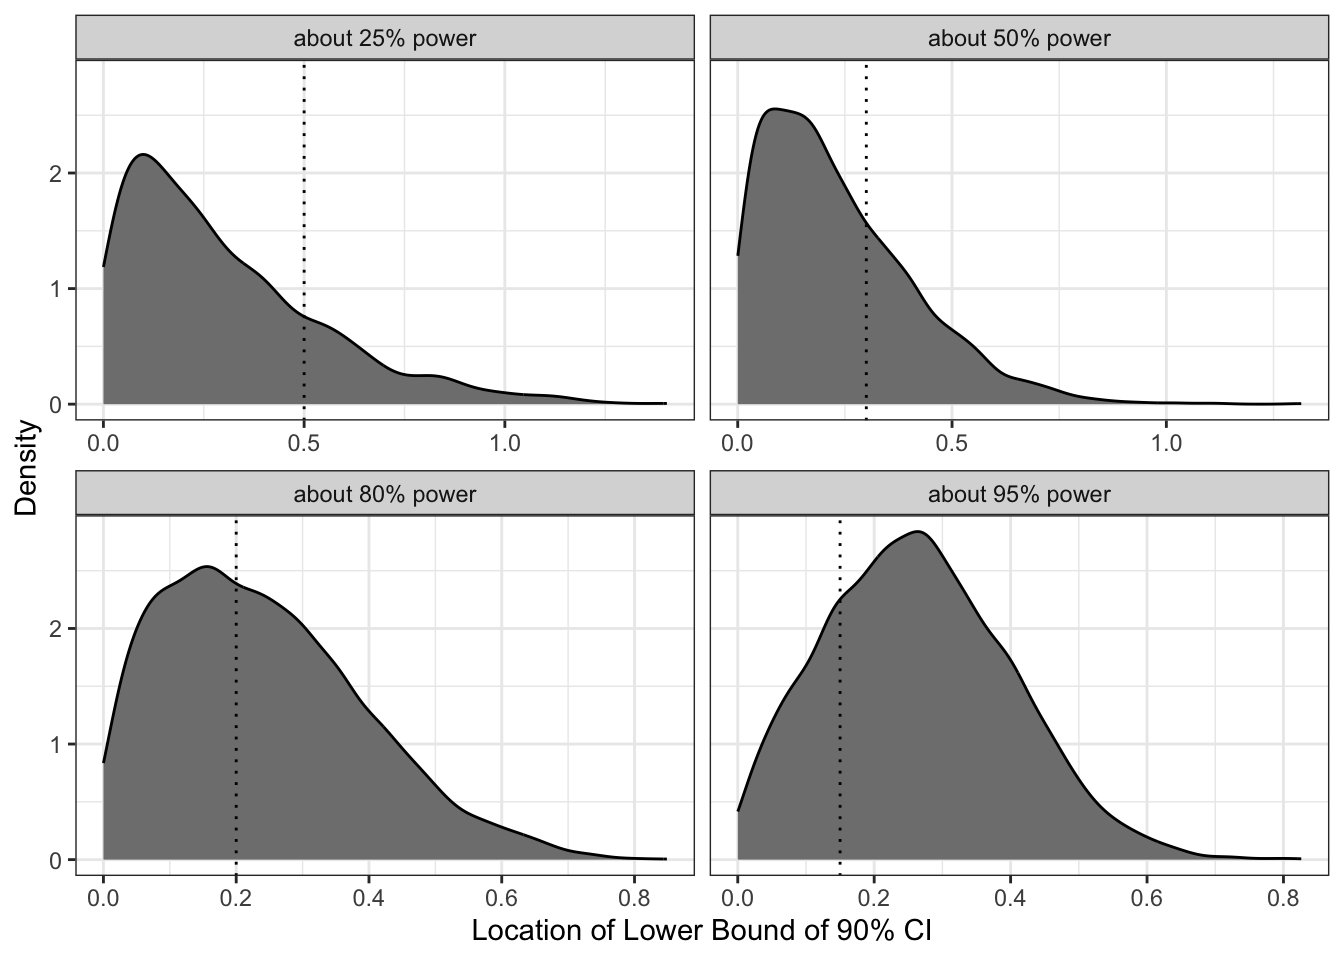 about 25% power
about 50% power
2
1
0
0.0 0.5 1.0
0.0 0.5 1.0
Density
about 80% power
about 95% power
2
1
0
0.0 0.2 0.4 0.6 0.8
0.0 0.2 0.4 0.6 0.8
Location of Lower Bound of 90% CI